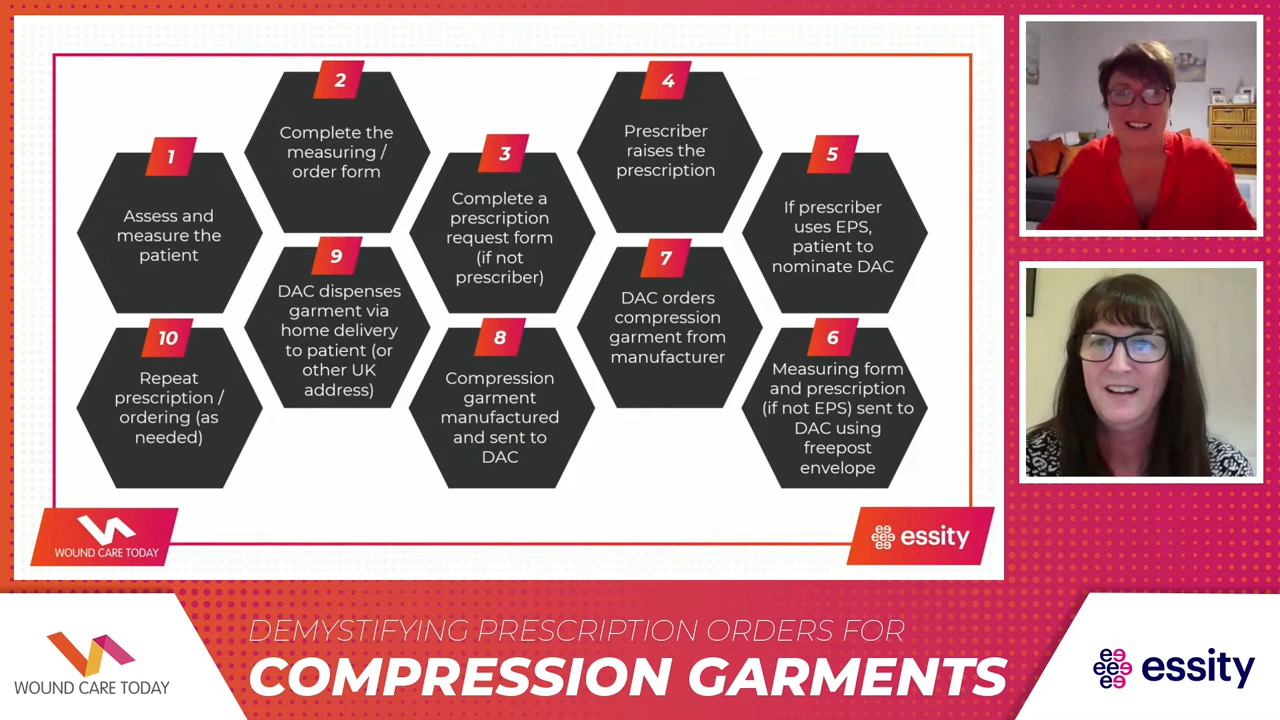 1
Assess and
measure the
patient
2
Complete the
measuring /
order form
3
Complete a
prescription
request form
(if not
prescriber)
4
Prescriber
raises the
prescription
5
If prescriber
uses EPS,
patient to
nominate DAC
6
Measuring form
and prescription
(if not EPS) sent to
DAC using
freepost
envelope
7
DAC orders
compression
garment from
manufacturer
8
Compression
garment
manufactured
and sent to
DAC
9
DAC dispenses
garment via
home delivery
to patient (or
other UK
address)
10
Repeat
prescription /
ordering (as
needed)
WOUND CARE TODAY
essity
DEMYSTIFYING PRESCRIPTION ORDERS FOR
COMPRESSION GARMENTS
WOUND CARE TODAY
essity